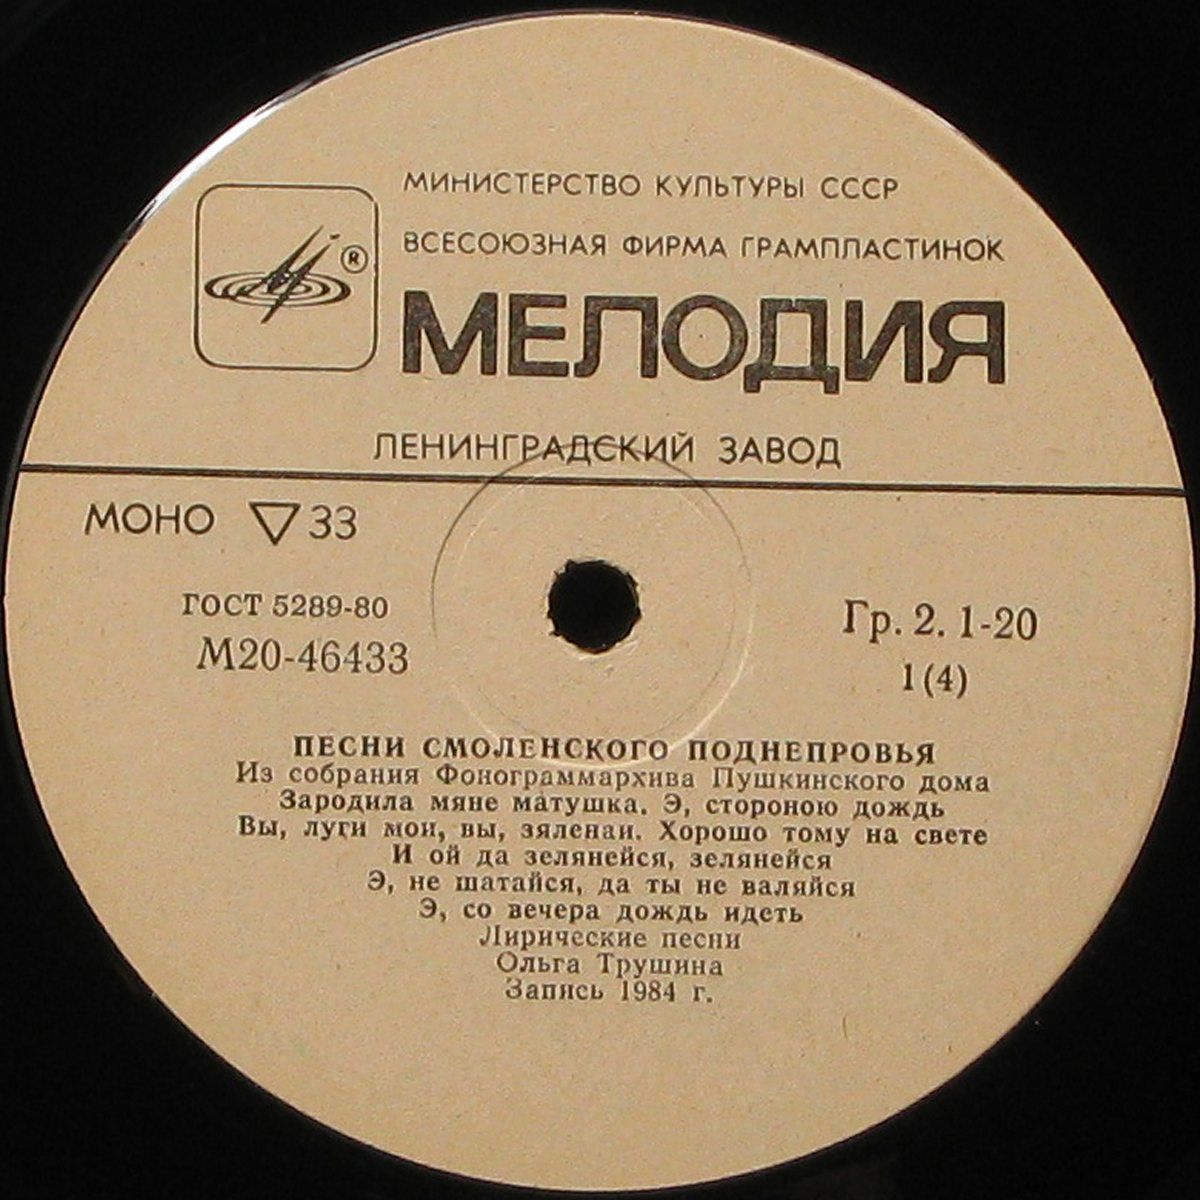 МИНИСТЕРСТВО КУЛЬТУРЫ СССР
ВСЕСОЮЗНАЯ ФИРМА ГРАМПЛАСТИНОК
®
МЕЛОДИЯ
ЛЕНИНГРАДСКИЙ ЗАВОД
МОНО ▽ 33
ГОСТ 5289-80
М20-46433
Гр. 2. 1-20
1(4)
ПЕСНИ СМОЛЕНСКОГО ПОДНЕПРОВЬЯ
Из собрания Фонограммархива Пушкинского дома
Зародила мяне матушка. Э, стороною дождь
Вы, луги мои, вы, зяленаи. Хорошо тому на свете
И ой да зелянейся, зелянейся
Э, не шатайся, да ты не валяйся
Э, со вечера дождь идеть
Лирические песни
Ольга Трушина
Запись 1984 г.